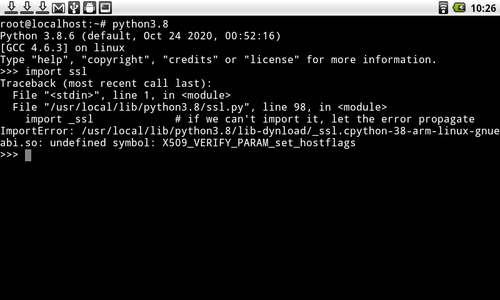 10:26
root@localhost:~# python3.8
Python 3.8.6 (default, Oct 24 2020, 00:52:16)
[GCC 4.6.3] on linux
Type "help", "copyright", "credits" or "license" for more information.
>>> import ssl
Traceback (most recent call last):
  File "<stdin>", line 1, in <module>
  File "/usr/local/lib/python3.8/ssl.py", line 98, in <module>
    import _ssl             # if we can't import it, let the error propagate
ImportError: /usr/local/lib/python3.8/lib-dynload/_ssl.cpython-38-arm-linux-gnue
abi.so: undefined symbol: X509_VERIFY_PARAM_set_hostflags
>>>